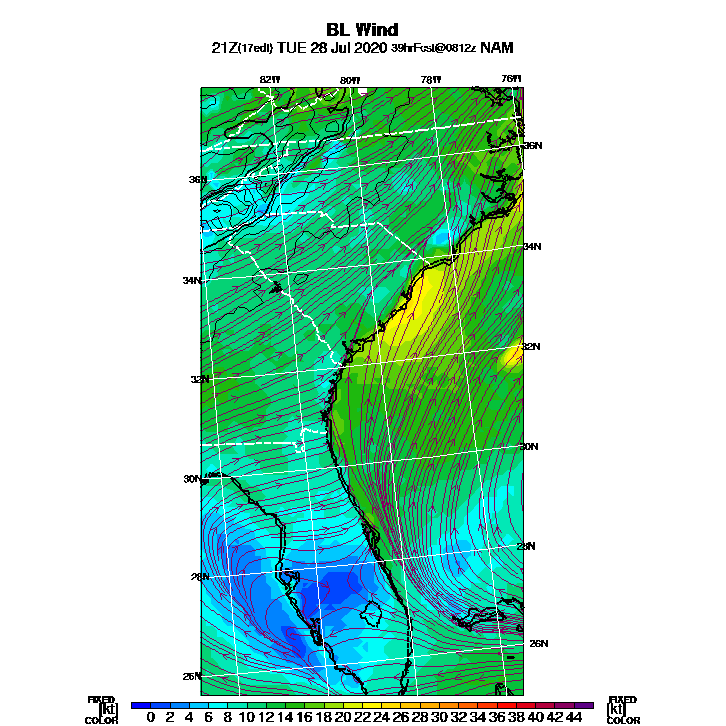 BL Wind
21Z(17edt) TUE 28 Jul 2020 39hrFcst@0812z NAM
82W 80W 78W 76W
36N
36N
34N
34N
32N
32N
30N
30N
28N
28N
26N
26N
FIXED FIXED
[kt] 0 2 4 6 8 10 12 14 16 18 20 22 24 26 28 30 32 34 36 38 40 42 44 [kt]
COLOR COLOR